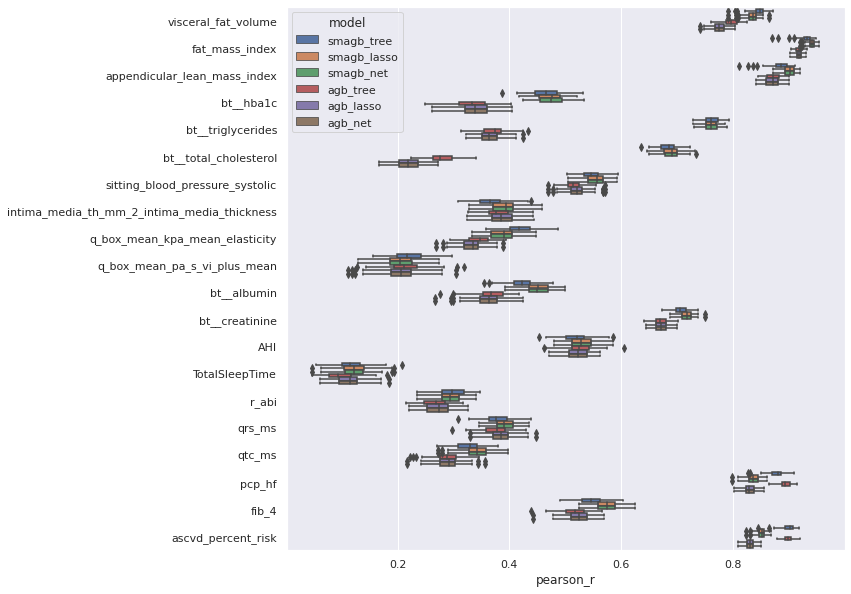 model
smagb_tree
smagb_lasso
smagb_net
agb_tree
agb_lasso
agb_net
visceral_fat_volume
fat_mass_index
appendicular_lean_mass_index
bt__hba1c
bt__triglycerides
bt__total_cholesterol
sitting_blood_pressure_systolic
intima_media_th_mm_2_intima_media_thickness
q_box_mean_kpa_mean_elasticity
q_box_mean_pa_s_vi_plus_mean
bt__albumin
bt__creatinine
AHI
TotalSleepTime
r_abi
qrs_ms
qtc_ms
pcp_hf
fib_4
ascvd_percent_risk
0.2 0.4 0.6 0.8
pearson_r